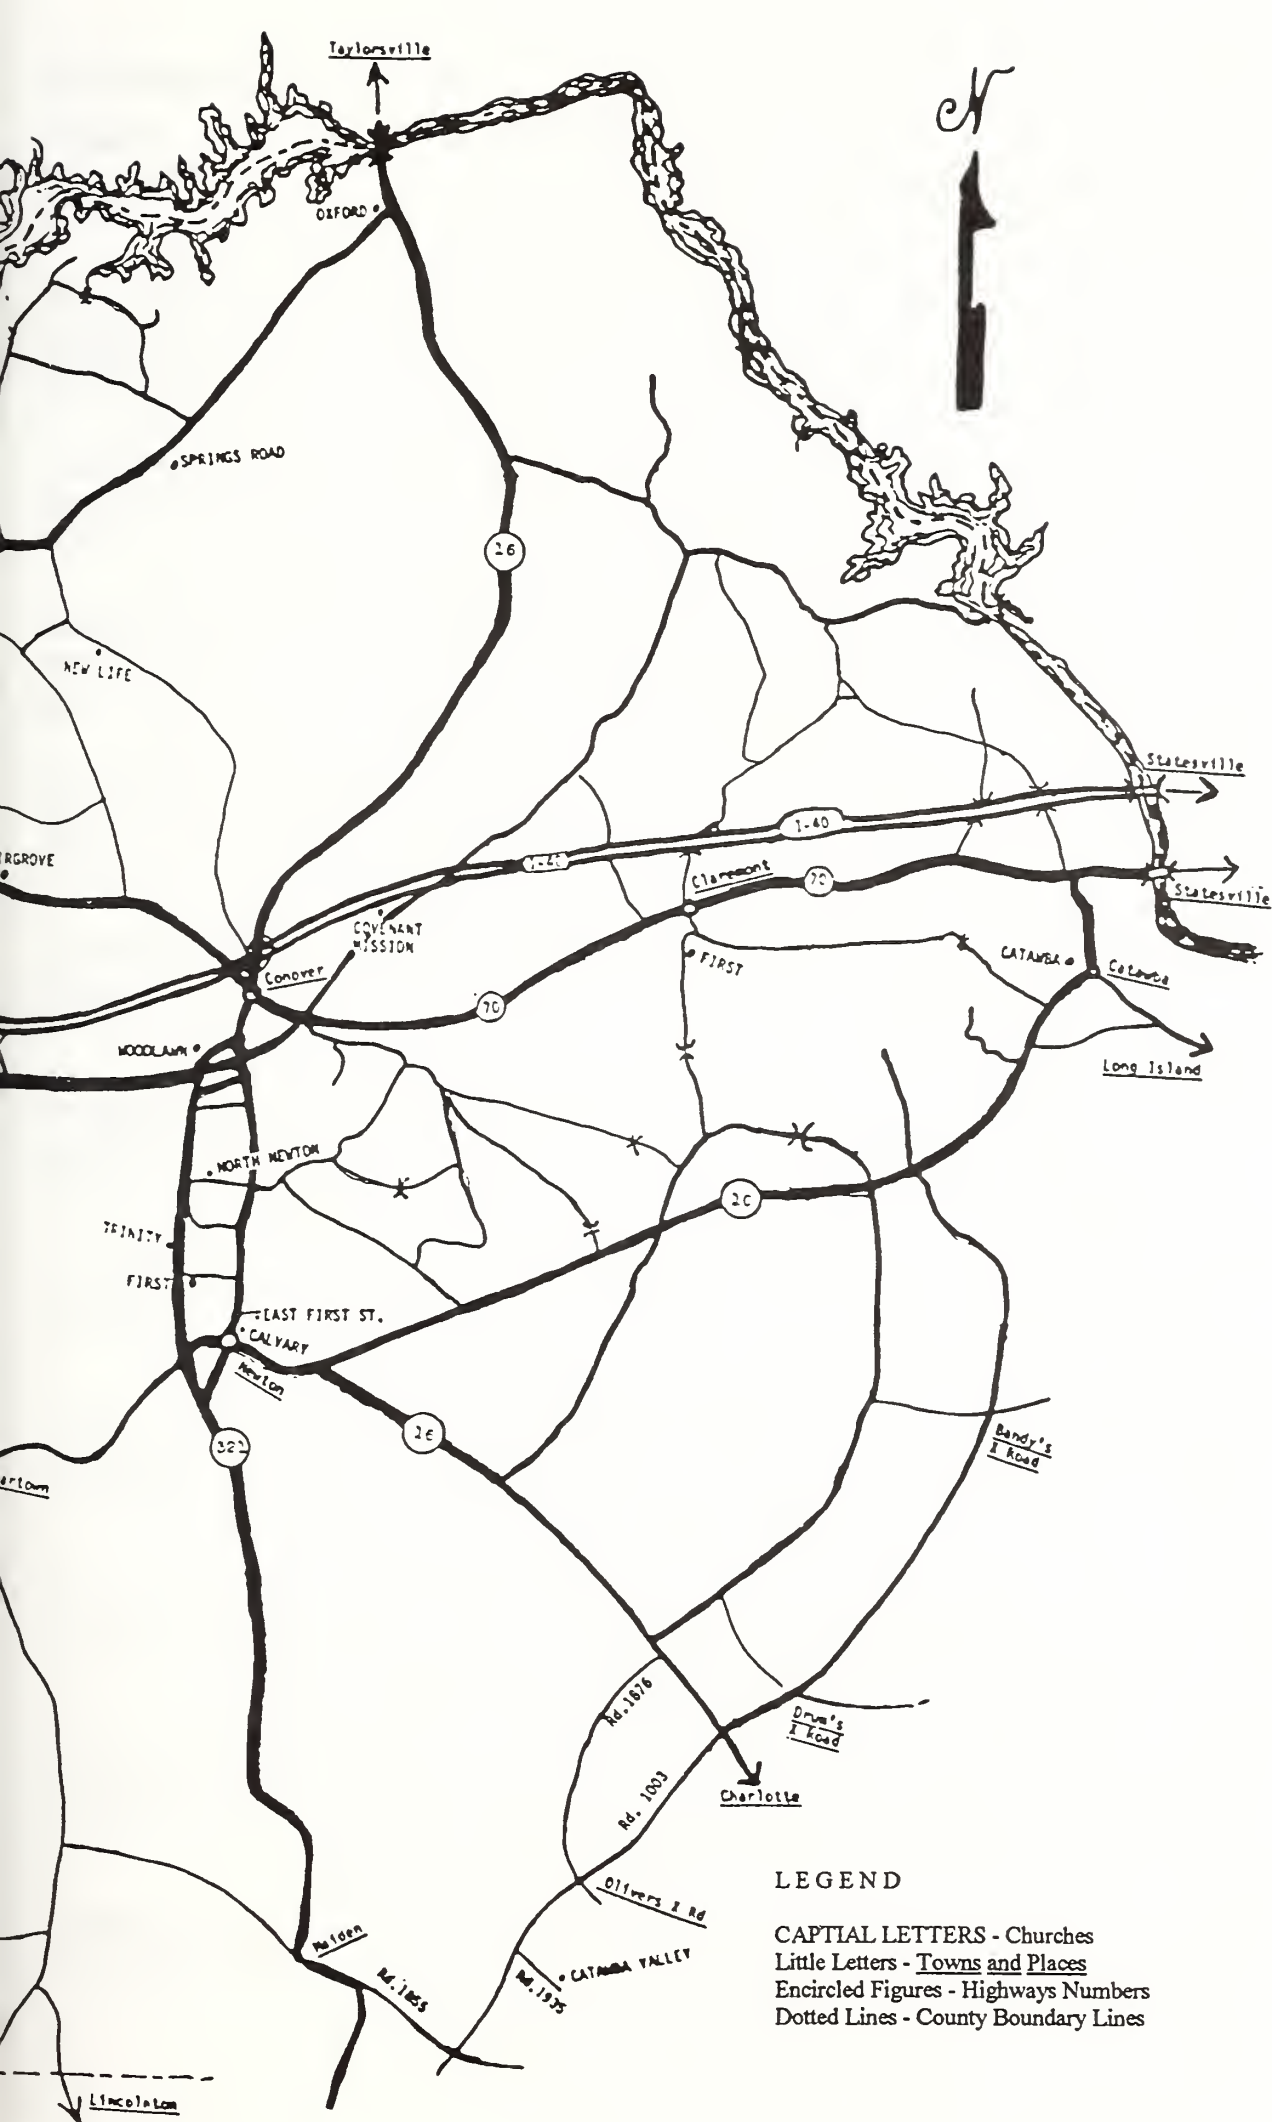 Taylorsville
N
OXFORD
SPRINGS ROAD
16
NEW LIFE
Statesville
I-40
RGROVE
I-40
Claremont
70
Statesville
COVENANT
MISSION
FIRST
CATAWBA
Catawba
Conover
70
WOODLAWN
Long Island
NORTH NEWTON
TRINITY
FIRST
EAST FIRST ST.
CALVARY
Newton
321
16
Bandy's
X Road
artown
Rd.1876
Drum's
X Road
Rd. 1003
Charlotte
LEGEND
Olivers X Rd
CAPTIAL LETTERS - Churches
Maiden
Little Letters - Towns and Places
CATAWBA VALLEY
Rd.1855
Rd.1935
Encircled Figures - Highways Numbers
Dotted Lines - County Boundary Lines
Lincolnton